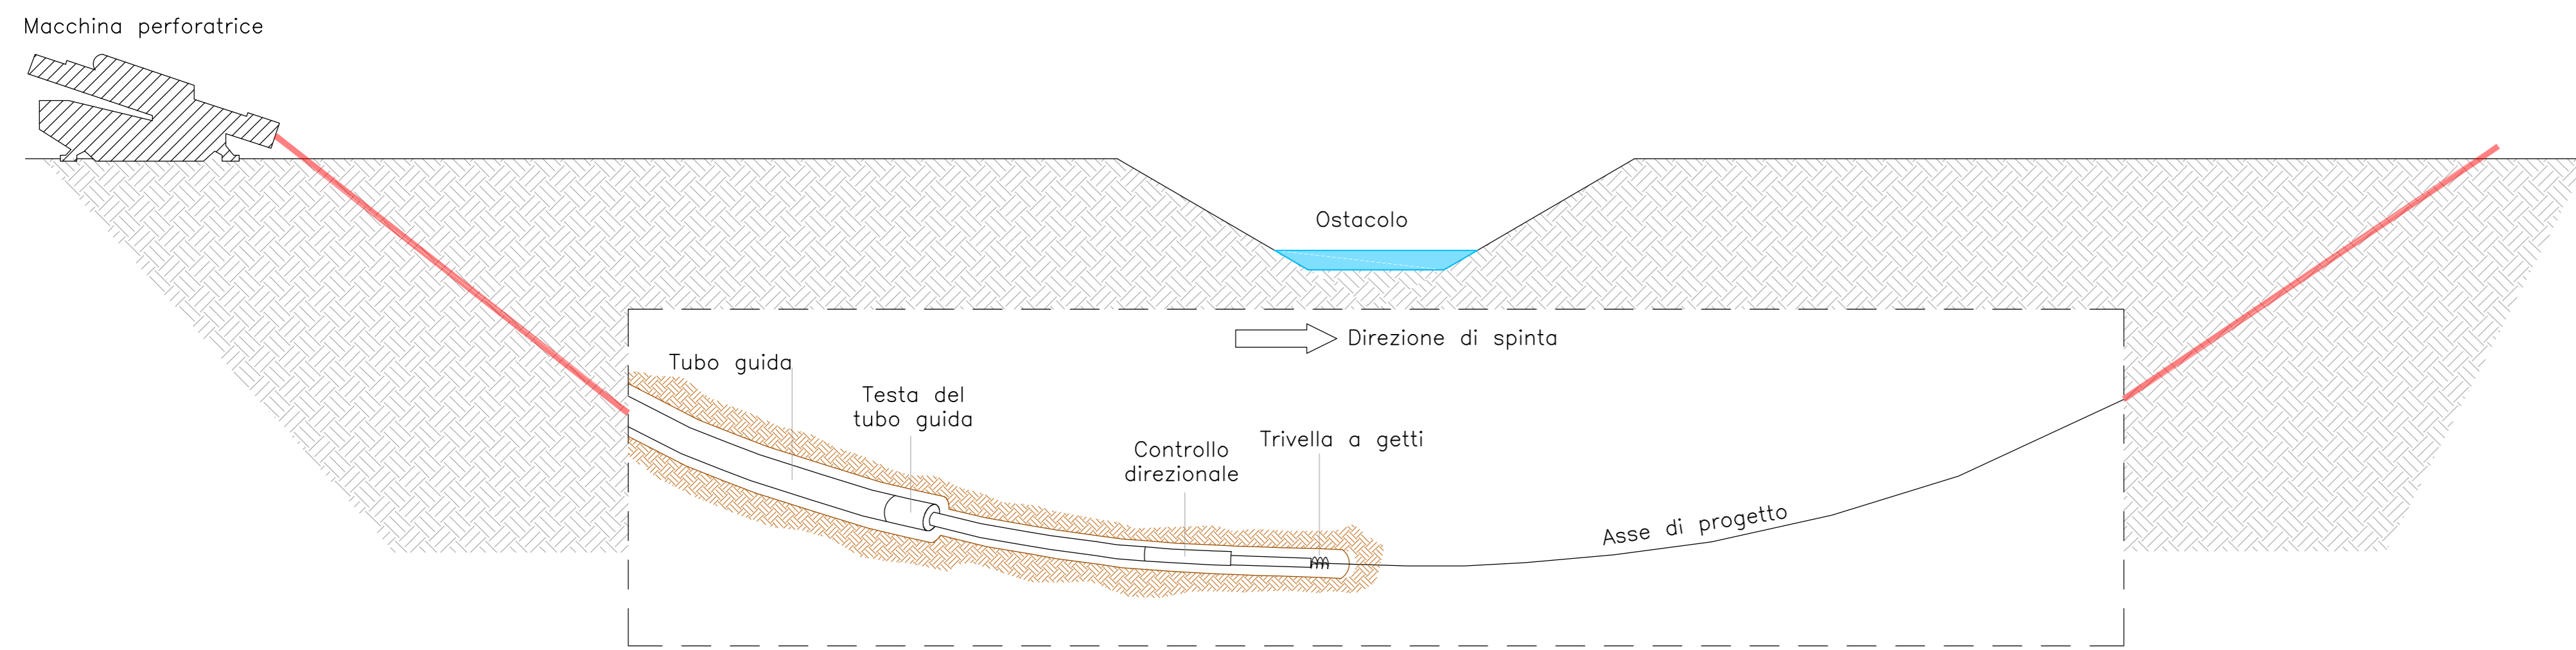 Macchina perforatrice
Ostacolo
Direzione di spinta
Tubo guida
Testa del
tubo guida
Controllo
direzionale
Trivella a getti
Asse di progetto